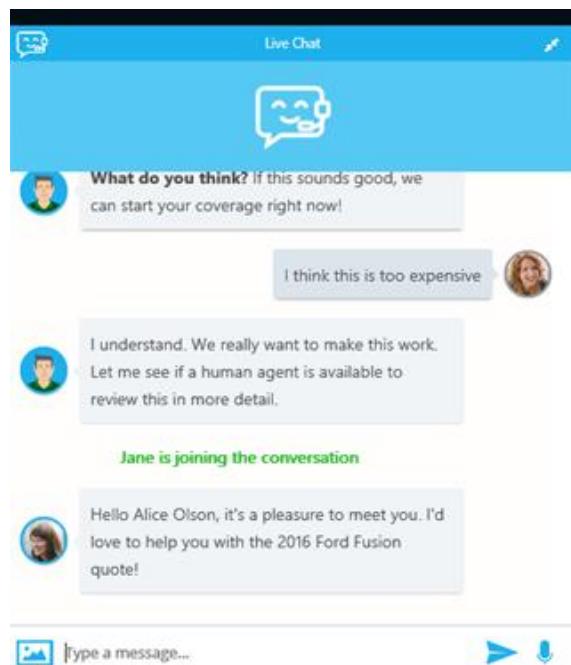 Live Chat
What do you think? If this sounds good, we
can start your coverage right now!
I think this is too expensive
I understand. We really want to make this work.
Let me see if a human agent is available to
review this in more detail.
Jane is joining the conversation
Hello Alice Olson, it's a pleasure to meet you. I'd
love to help you with the 2016 Ford Fusion
quote!
Type a message...